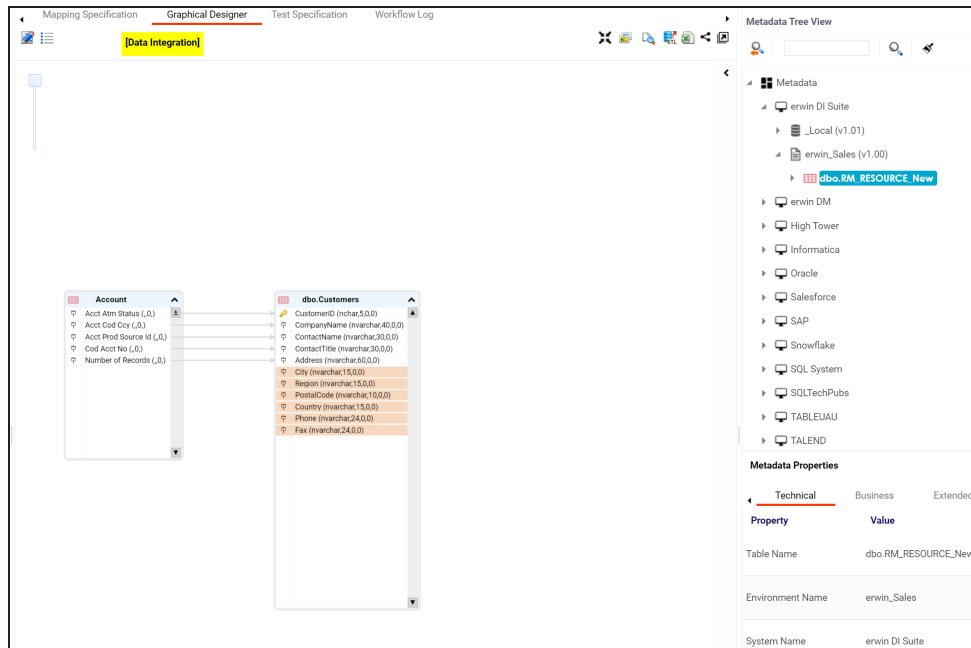 Mapping Specification Graphical Designer Test Specification Workflow Log
[Data Integration]
Account
Acct Atm Status (,,0,)
Acct Cod Ccy (,,0,)
Acct Prod Source Id (,,0,)
Cod Acct No (,,0,)
Number of Records (,,0,)
dbo.Customers
CustomerID (nchar,5,0,0)
CompanyName (nvarchar,40,0,0)
ContactName (nvarchar,30,0,0)
ContactTitle (nvarchar,30,0,0)
Address (nvarchar,60,0,0)
City (nvarchar,15,0,0)
Region (nvarchar,15,0,0)
PostalCode (nvarchar,10,0,0)
Country (nvarchar,15,0,0)
Phone (nvarchar,24,0,0)
Fax (nvarchar,24,0,0)
Metadata Tree View
Metadata
erwin DI Suite
_Local (v1.01)
erwin_Sales (v1.00)
dbo.RM_RESOURCE_New
erwin DM
High Tower
Informatica
Oracle
Salesforce
SAP
Snowflake
SQL System
SQLTechPubs
TABLEUAU
TALEND
Metadata Properties
Technical Business Extended
Property Value
Table Name dbo.RM_RESOURCE_New
Environment Name erwin_Sales
System Name erwin DI Suite